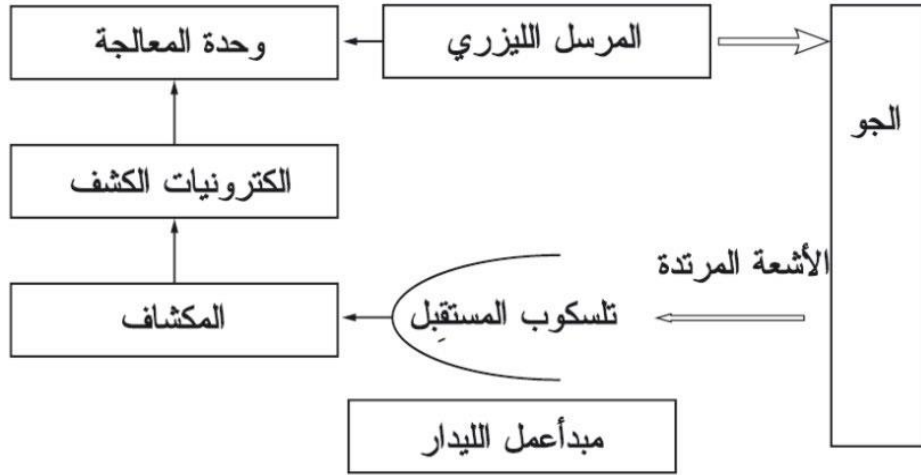 المرسل الليزري
وحدة المعالجة
الجو
الكترونيات الكشف
الأشعة المرتدة
تلسكوب المستقبِل
المكشاف
مبدأعمل الليدار